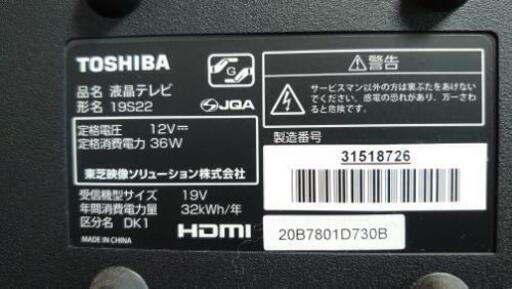 TOSHIBA
品名 液晶テレビ
形名 19S22
G
JQA
定格電圧 12V⎓
定格消費電力 36W
東芝映像ソリューション株式会社
受信機型サイズ 19V
年間消費電力量 32kWh/年
区分名 DK1
MADE IN CHINA
HDMI
警告
サービスマン以外の方は裏ぶたをあけない
でください。感電の恐れがあり、万一さわ
ると危険です。
製造番号
31518726
20B7801D730B